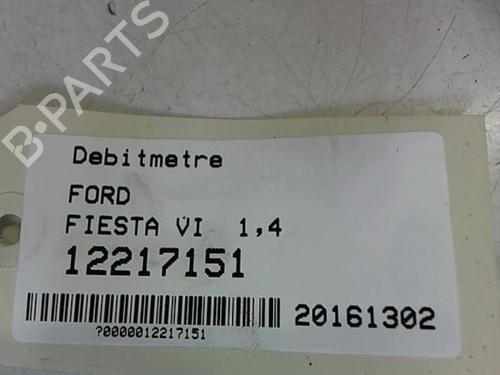 B-PARTS
Debitmetre
FORD
FIESTA VI 1,4
12217151
20161302
?0000012217151